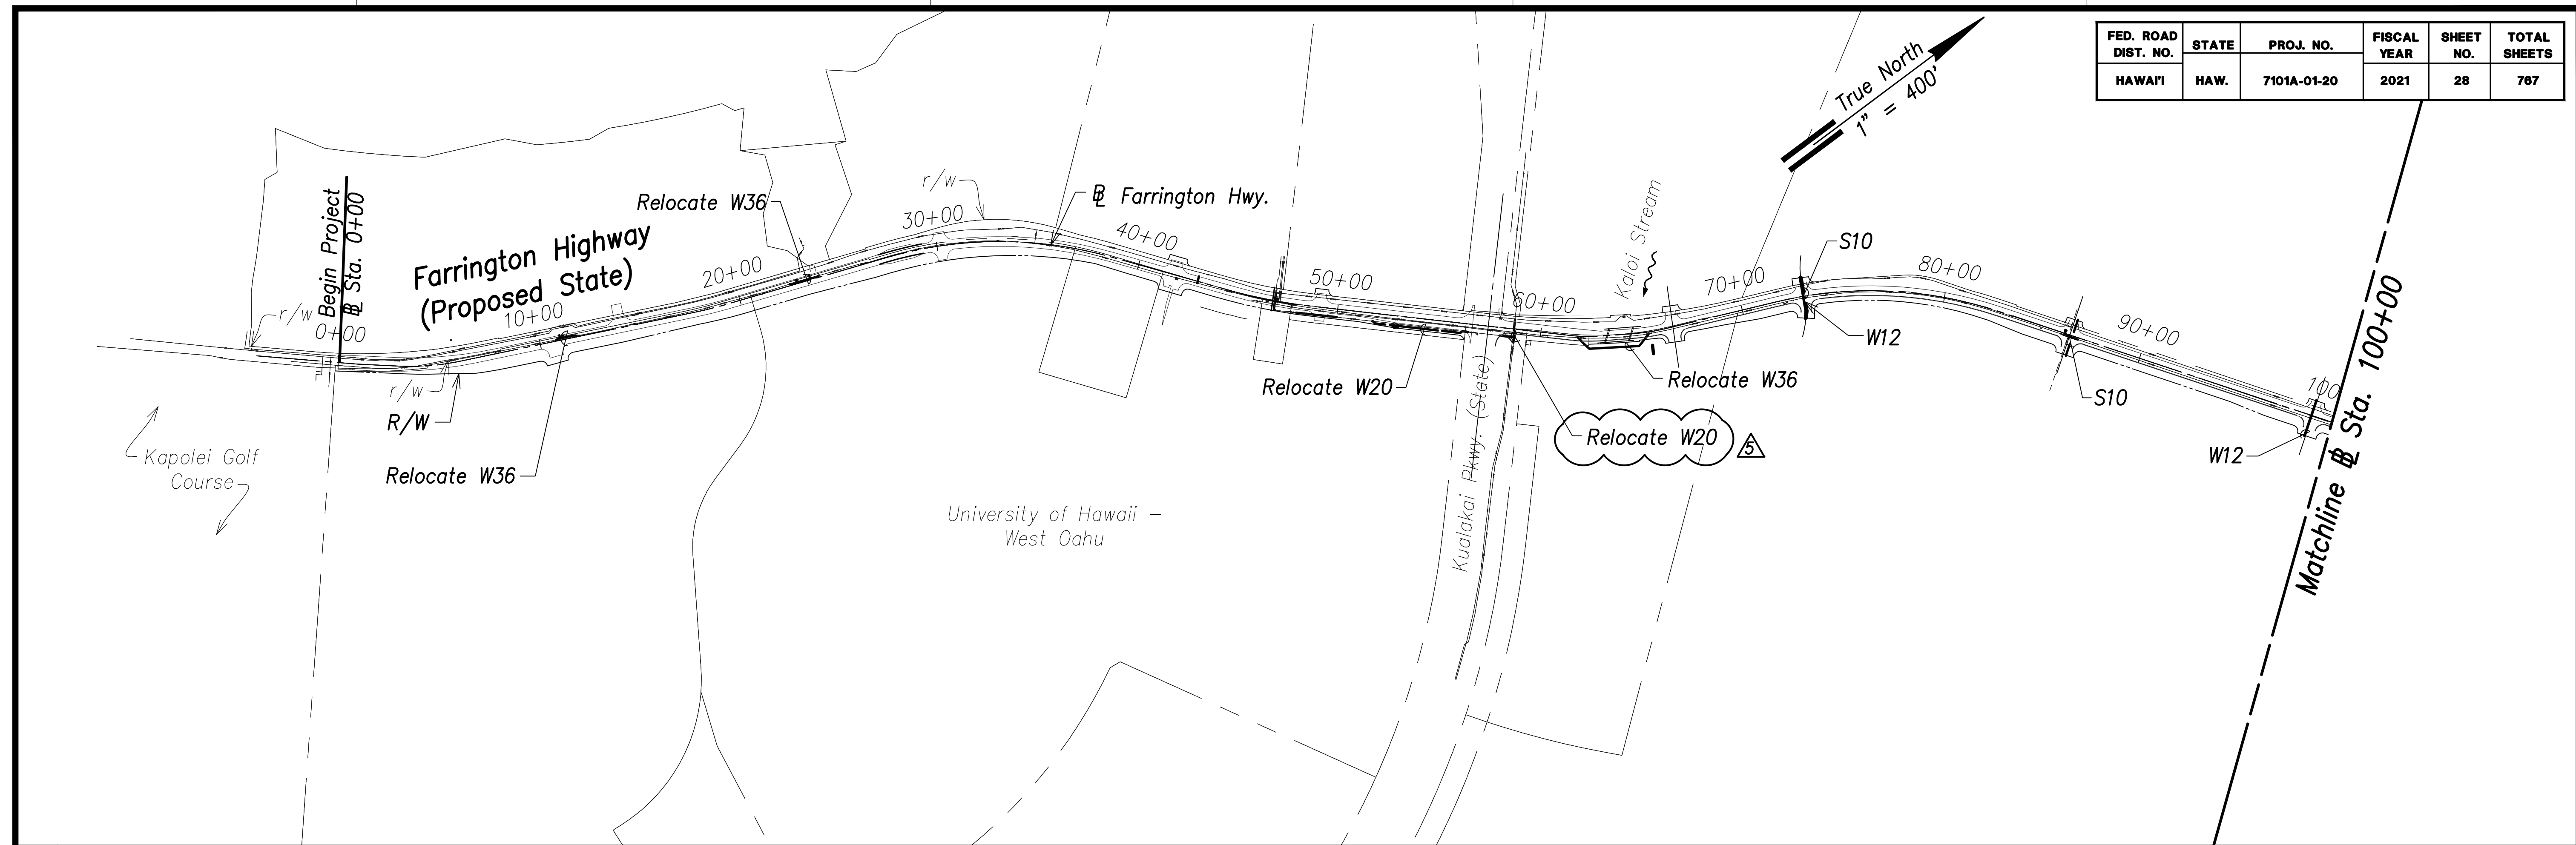 FED. ROAD DIST. NO.
STATE
PROJ. NO.
FISCAL YEAR
SHEET NO.
TOTAL SHEETS
HAWAI'I
HAW.
7101A-01-20
2021
28
767
True North
1" = 400'
Begin Project
℄ Sta. 0+00
Farrington Highway
(Proposed State)
Relocate W36
r/w
BL Farrington Hwy.
r/w
0+00
10+00
20+00
30+00
40+00
50+00
60+00
70+00
80+00
90+00
100
Kaloi Stream
S10
W12
Relocate W36
Relocate W20
Relocate W20
5
S10
W12
Matchline BL Sta. 100+00
r/w
R/W
Relocate W36
Kapolei Golf
Course
University of Hawaii –
West Oahu
Kualakai Pkwy. (State)